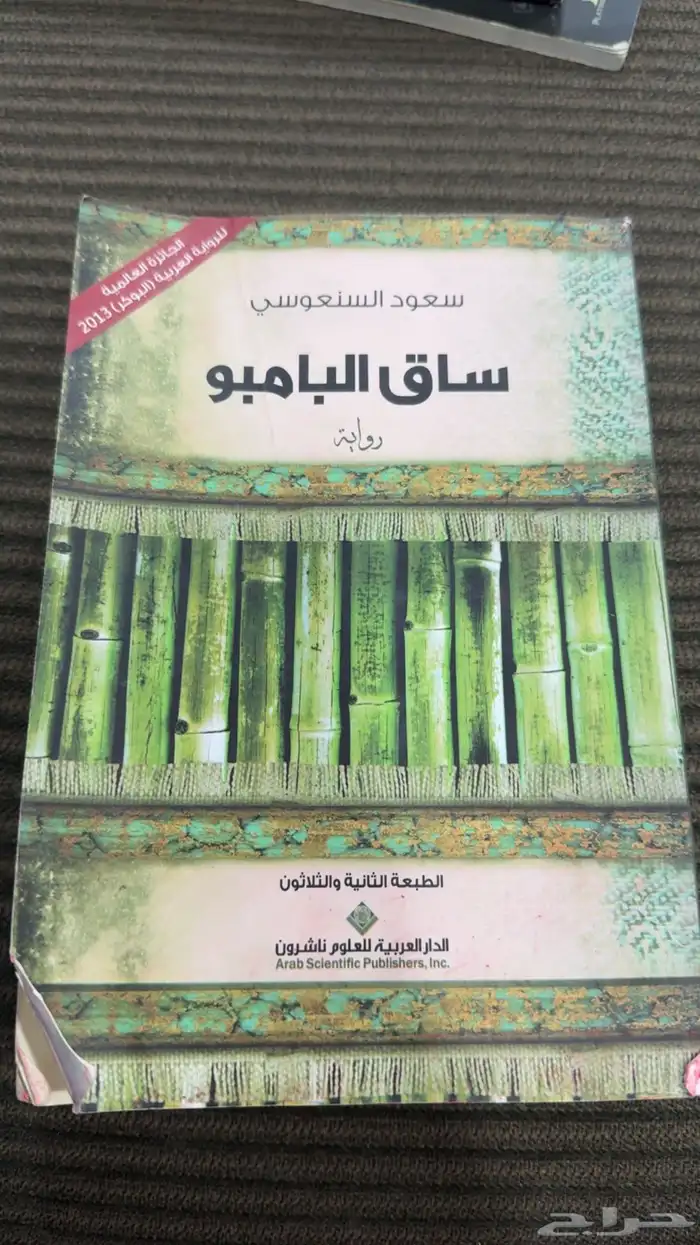 الجائزة العالمية
للرواية العربية (البوكر) 2013
سعود السنعوسي
ساق البامبو
رواية
الطبعة الثانية والثلاثون
الدار العربية للعلوم ناشرون
Arab Scientific Publishers, Inc.
حراج